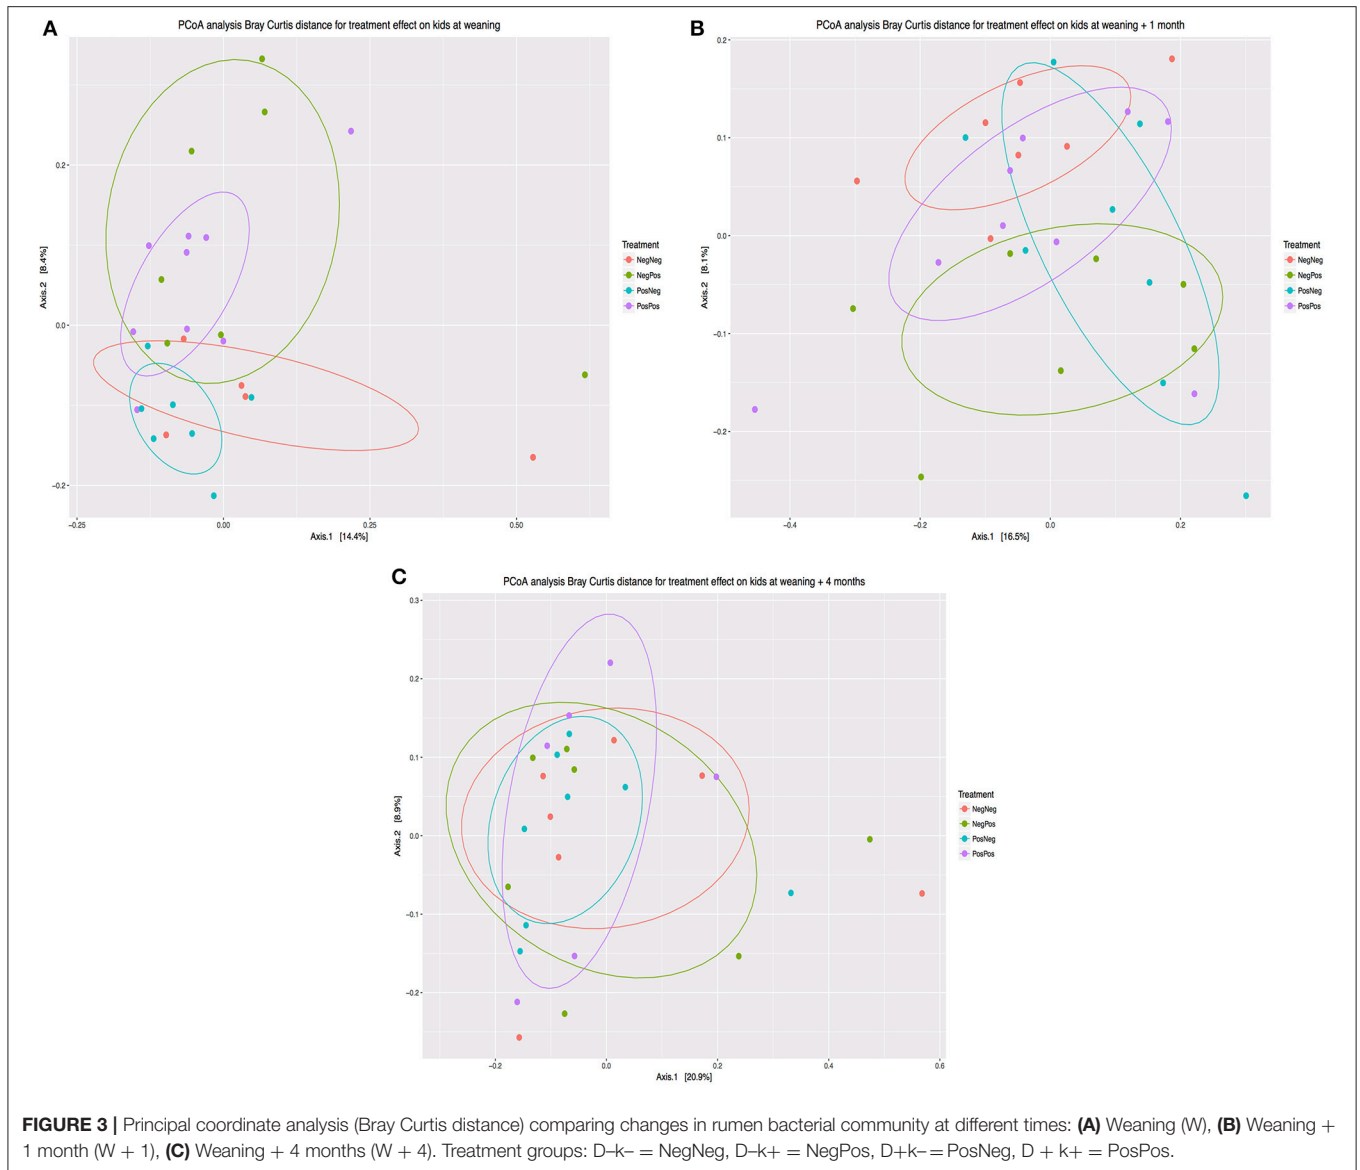 A
PCoA analysis Bray Curtis distance for treatment effect on kids at weaning
0.2
0.0
−0.2
Axis.2 [8.4%]
−0.25
0.00
0.25
0.50
Axis.1 [14.4%]
Treatment
NegNeg
NegPos
PosNeg
PosPos
B
PCoA analysis Bray Curtis distance for treatment effect on kids at weaning + 1 month
0.2
0.1
0.0
−0.1
−0.2
Axis.2 [8.1%]
−0.4
−0.2
0.0
0.2
Axis.1 [16.5%]
Treatment
NegNeg
NegPos
PosNeg
PosPos
C
PCoA analysis Bray Curtis distance for treatment effect on kids at weaning + 4 months
0.3
0.2
0.1
0.0
−0.1
−0.2
Axis.2 [8.9%]
−0.2
0.0
0.2
0.4
0.6
Axis.1 [20.9%]
Treatment
NegNeg
NegPos
PosNeg
PosPos
FIGURE 3 | Principal coordinate analysis (Bray Curtis distance) comparing changes in rumen bacterial community at different times: (A) Weaning (W), (B) Weaning +
1 month (W + 1), (C) Weaning + 4 months (W + 4). Treatment groups: D–k– = NegNeg, D–k+ = NegPos, D+k–= PosNeg, D + k+ = PosPos.